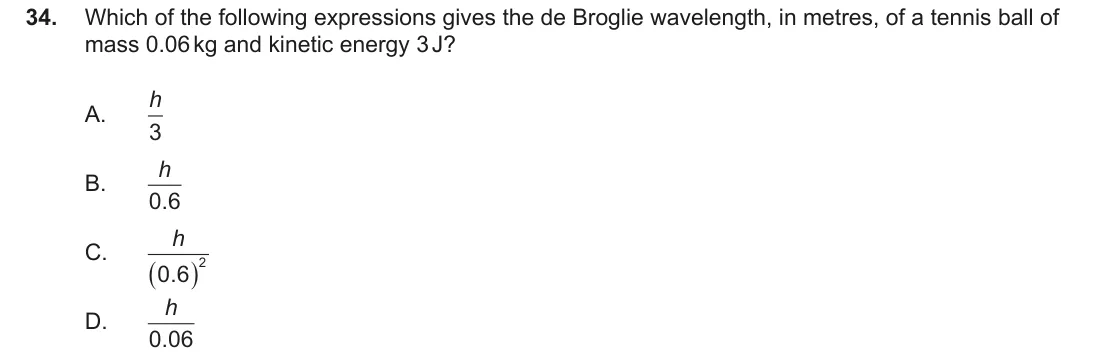 34. Which of the following expressions gives the de Broglie wavelength, in metres, of a tennis ball of
mass 0.06 kg and kinetic energy 3 J?
A. h
3
B. h
0.6
C. h
(0.6)²
D. h
0.06